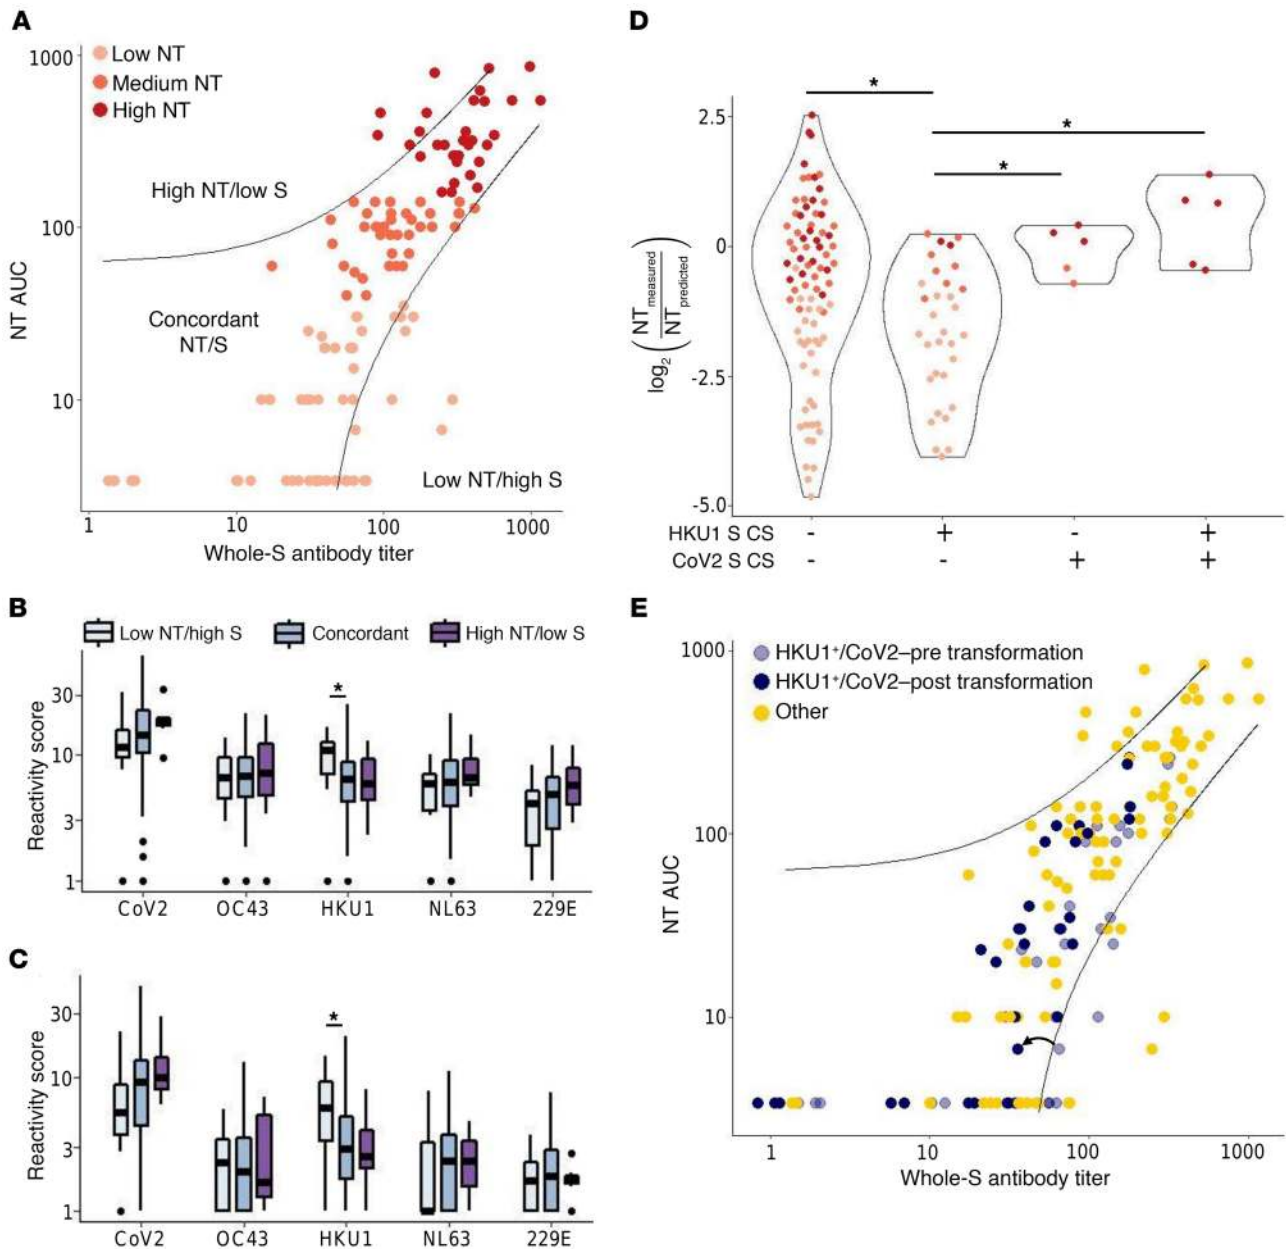 A
1000
100
10
NT AUC
Low NT
Medium NT
High NT
High NT/low S
Concordant
NT/S
Low NT/high S
1 10 100 1000
Whole-S antibody titer
B
Low NT/high S Concordant High NT/low S
Reactivity score
30
10
3
1
*
CoV2 OC43 HKU1 NL63 229E
C
Reactivity score
30
10
3
1
*
CoV2 OC43 HKU1 NL63 229E
D
* * *
log2 (NTmeasured / NTpredicted)
2.5
0
-2.5
-5.0
HKU1 S CS - + - +
CoV2 S CS - - + +
E
HKU1+/CoV2–pre transformation
HKU1+/CoV2–post transformation
Other
NT AUC
1000
100
10
1 10 100 1000
Whole-S antibody titer